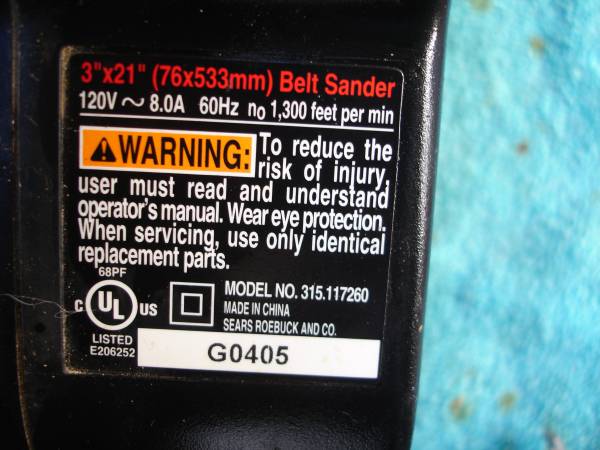 3"x21" (76x533mm) Belt Sander
120V ~ 8.0A 60Hz no 1,300 feet per min
WARNING: To reduce the
risk of injury,
user must read and understand
operator's manual. Wear eye protection.
When servicing, use only identical
replacement parts.
68PF
C UL US
LISTED
E206252
MODEL NO. 315.117260
MADE IN CHINA
SEARS ROEBUCK AND CO.
G0405